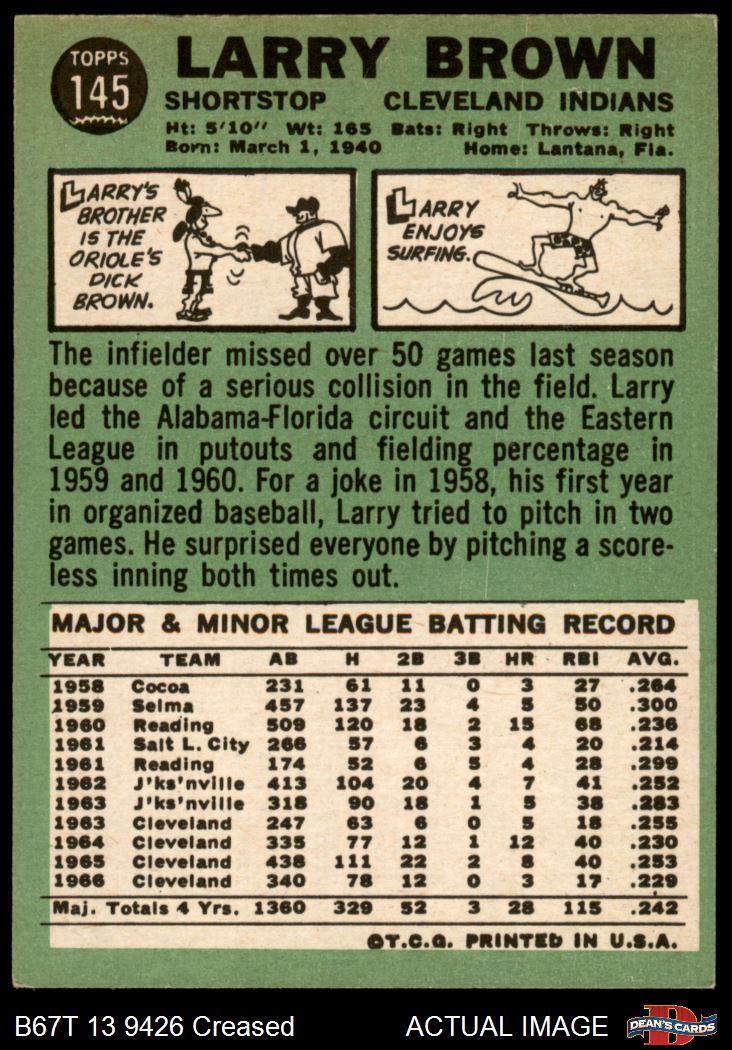 TOPPS
145
LARRY BROWN
SHORTSTOP CLEVELAND INDIANS
Ht: 5'10" Wt: 165 Bats: Right Throws: Right
Born: March 1, 1940 Home: Lantana, Fla.
LARRY'S
BROTHER
IS THE
ORIOLE'S
DICK
BROWN.
LARRY
ENJOYS
SURFING.
The infielder missed over 50 games last season
because of a serious collision in the field. Larry
led the Alabama-Florida circuit and the Eastern
League in putouts and fielding percentage in
1959 and 1960. For a joke in 1958, his first year
in organized baseball, Larry tried to pitch in two
games. He surprised everyone by pitching a score-
less inning both times out.
MAJOR & MINOR LEAGUE BATTING RECORD
YEAR TEAM AB H 2B 3B HR RBI AVG.
1958 Cocoa 231 61 11 0 3 27 .264
1959 Selma 457 137 23 4 5 50 .300
1960 Reading 509 120 18 2 15 68 .236
1961 Salt L. City 266 57 6 3 4 20 .214
1961 Reading 174 52 6 5 4 28 .299
1962 J'ks'nville 413 104 20 4 7 41 .252
1963 J'ks'nville 318 90 18 1 5 38 .283
1963 Cleveland 247 63 6 0 5 18 .255
1964 Cleveland 335 77 12 1 12 40 .230
1965 Cleveland 438 111 22 2 8 40 .253
1966 Cleveland 340 78 12 0 3 17 .229
Maj. Totals 4 Yrs. 1360 329 52 3 28 115 .242
©T.C.G. PRINTED IN U.S.A.
B67T 13 9426 Creased ACTUAL IMAGE
DEAN'S CARDS